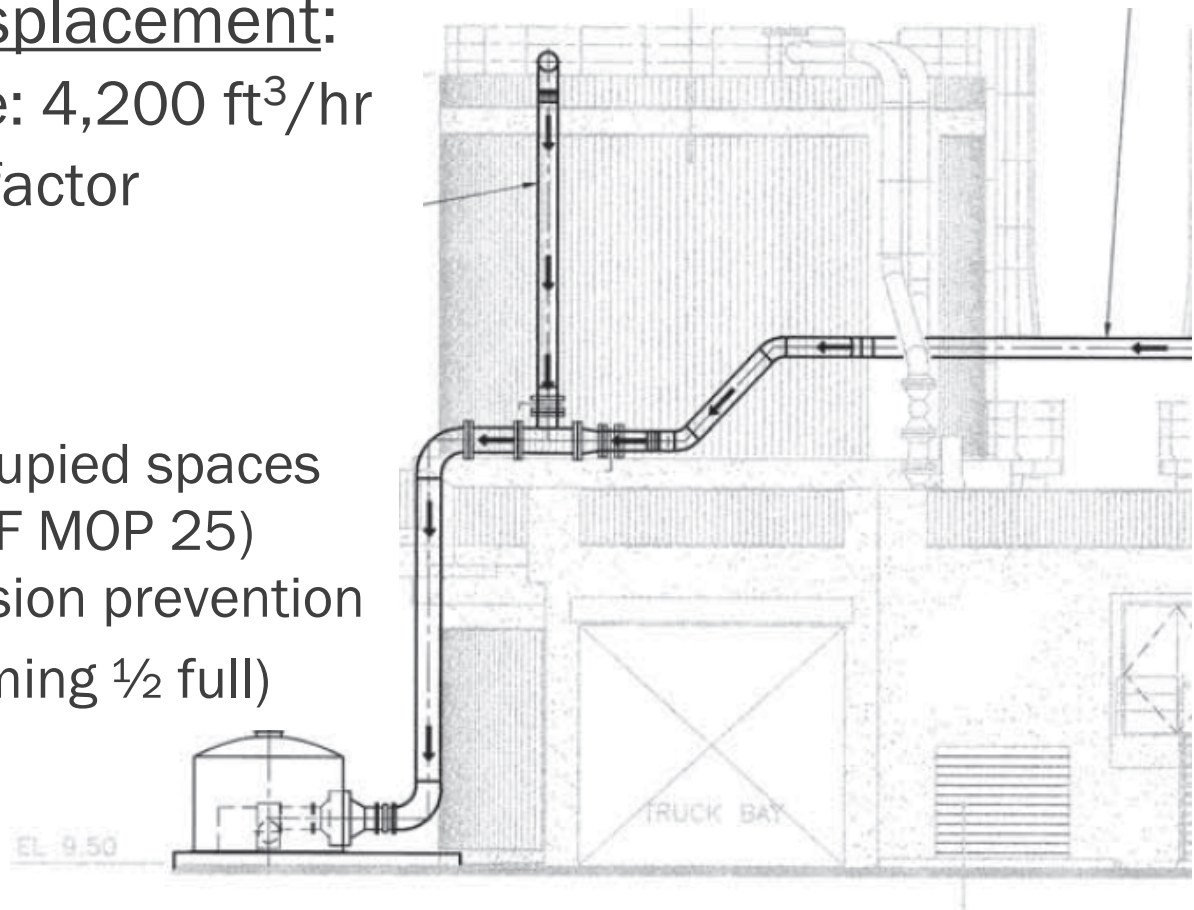 splacement:
e: 4,200 ft³/hr
factor
upied spaces
F MOP 25)
sion prevention
ming ½ full)
TRUCK BAY
EL 9.50